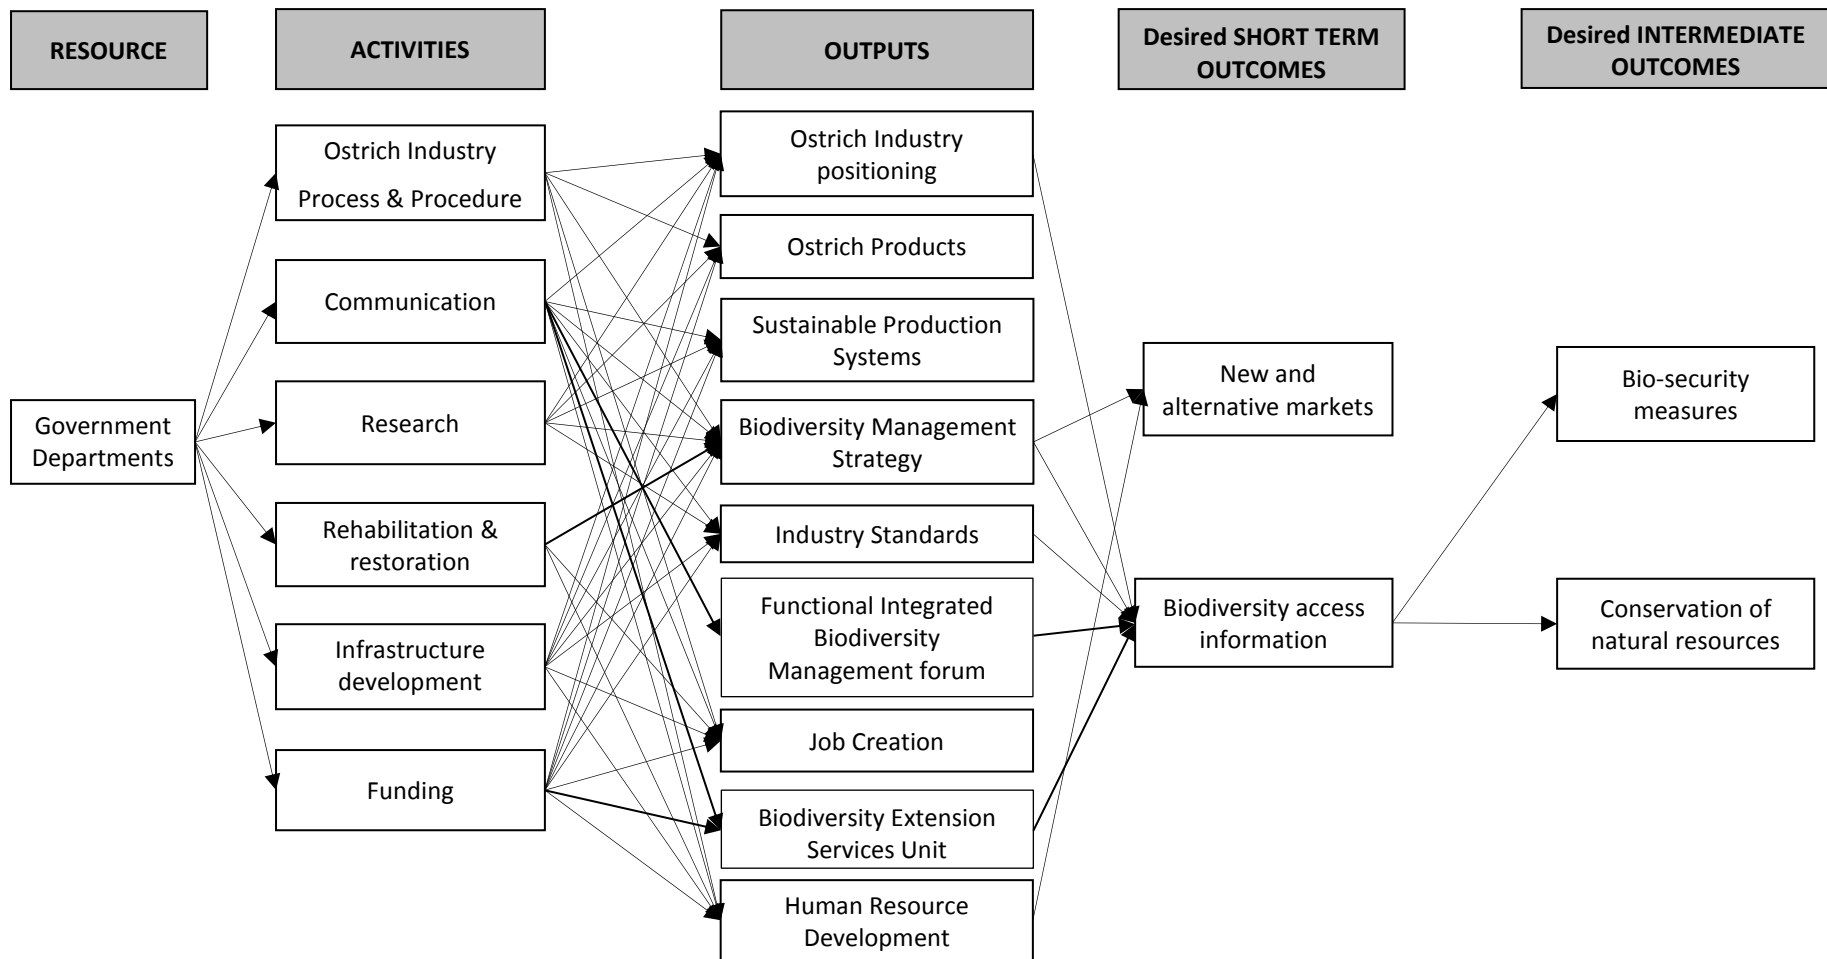 RESOURCE
ACTIVITIES
OUTPUTS
Desired SHORT TERM
OUTCOMES
Desired INTERMEDIATE
OUTCOMES
Government
Departments
Ostrich Industry
Process & Procedure
Communication
Research
Rehabilitation &
restoration
Infrastructure
development
Funding
Ostrich Industry
positioning
Ostrich Products
Sustainable Production
Systems
Biodiversity Management
Strategy
Industry Standards
Functional Integrated
Biodiversity
Management forum
Job Creation
Biodiversity Extension
Services Unit
Human Resource
Development
New and
alternative markets
Biodiversity access
information
Bio-security
measures
Conservation of
natural resources